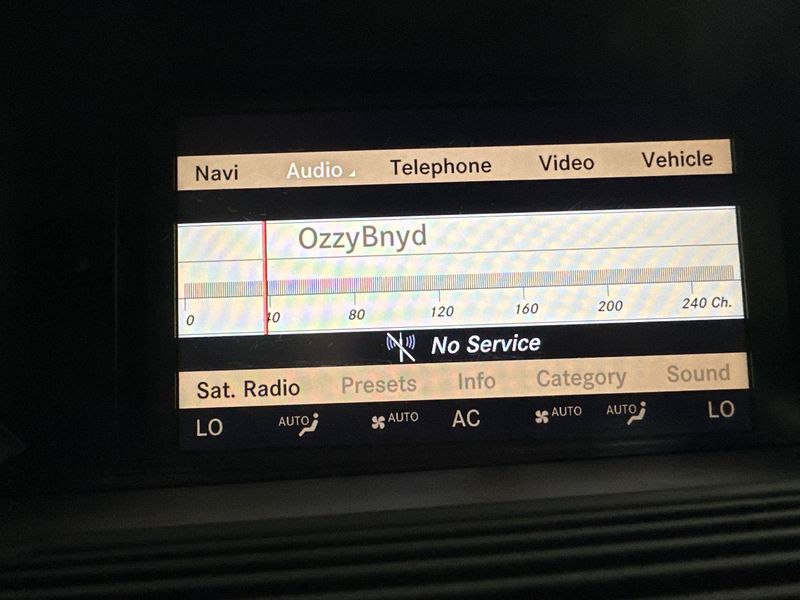 Navi Audio Telephone Video Vehicle
OzzyBnyd
0 40 80 120 160 200 240 Ch.
No Service
Sat. Radio Presets Info Category Sound
LO AUTO AUTO AC AUTO AUTO LO